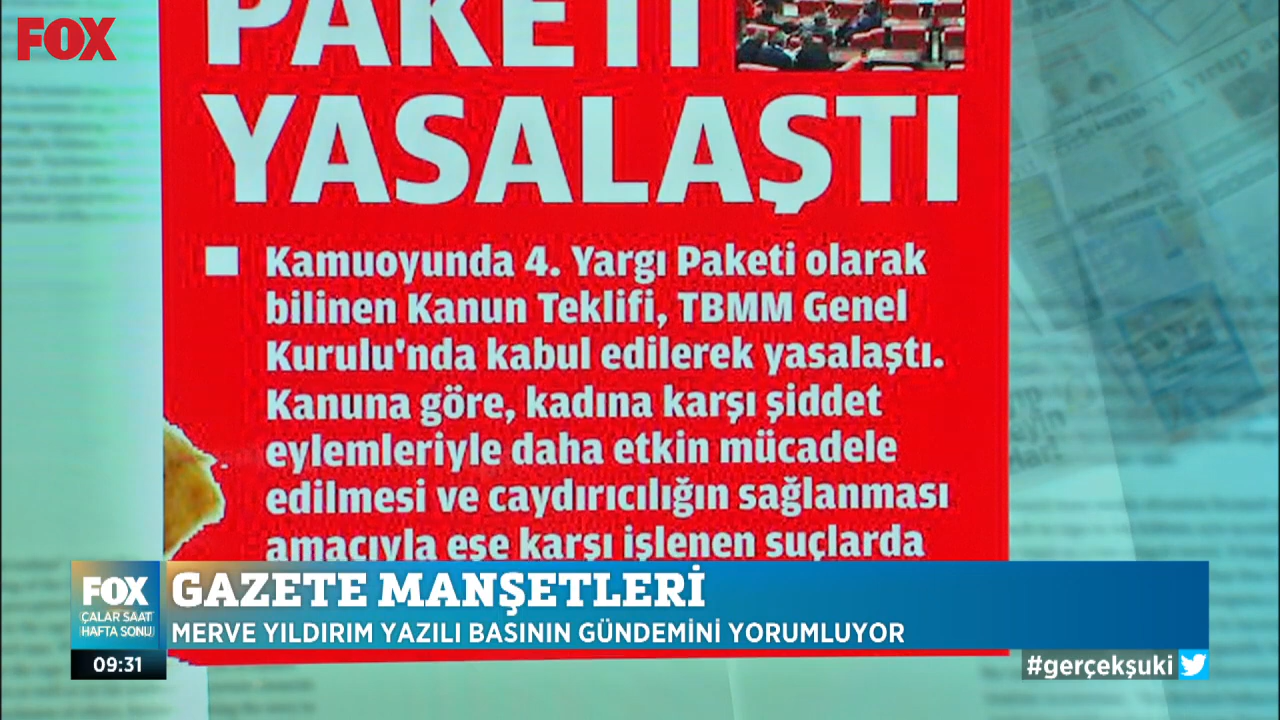 FOX
PAKETİ
YASALAŞTI
Kamuoyunda 4. Yargı Paketi olarak
bilinen Kanun Teklifi, TBMM Genel
Kurulu'nda kabul edilerek yasalaştı.
Kanuna göre, kadına karşı şiddet
eylemleriyle daha etkin mücadele
edilmesi ve caydırıcılığın sağlanması
amacıyla eşe karşı işlenen suçlarda
FOX
ÇALAR SAAT
HAFTA SONU
GAZETE MANŞETLERİ
MERVE YILDIRIM YAZILI BASININ GÜNDEMİNİ YORUMLUYOR
09:31
#gerçekşuki